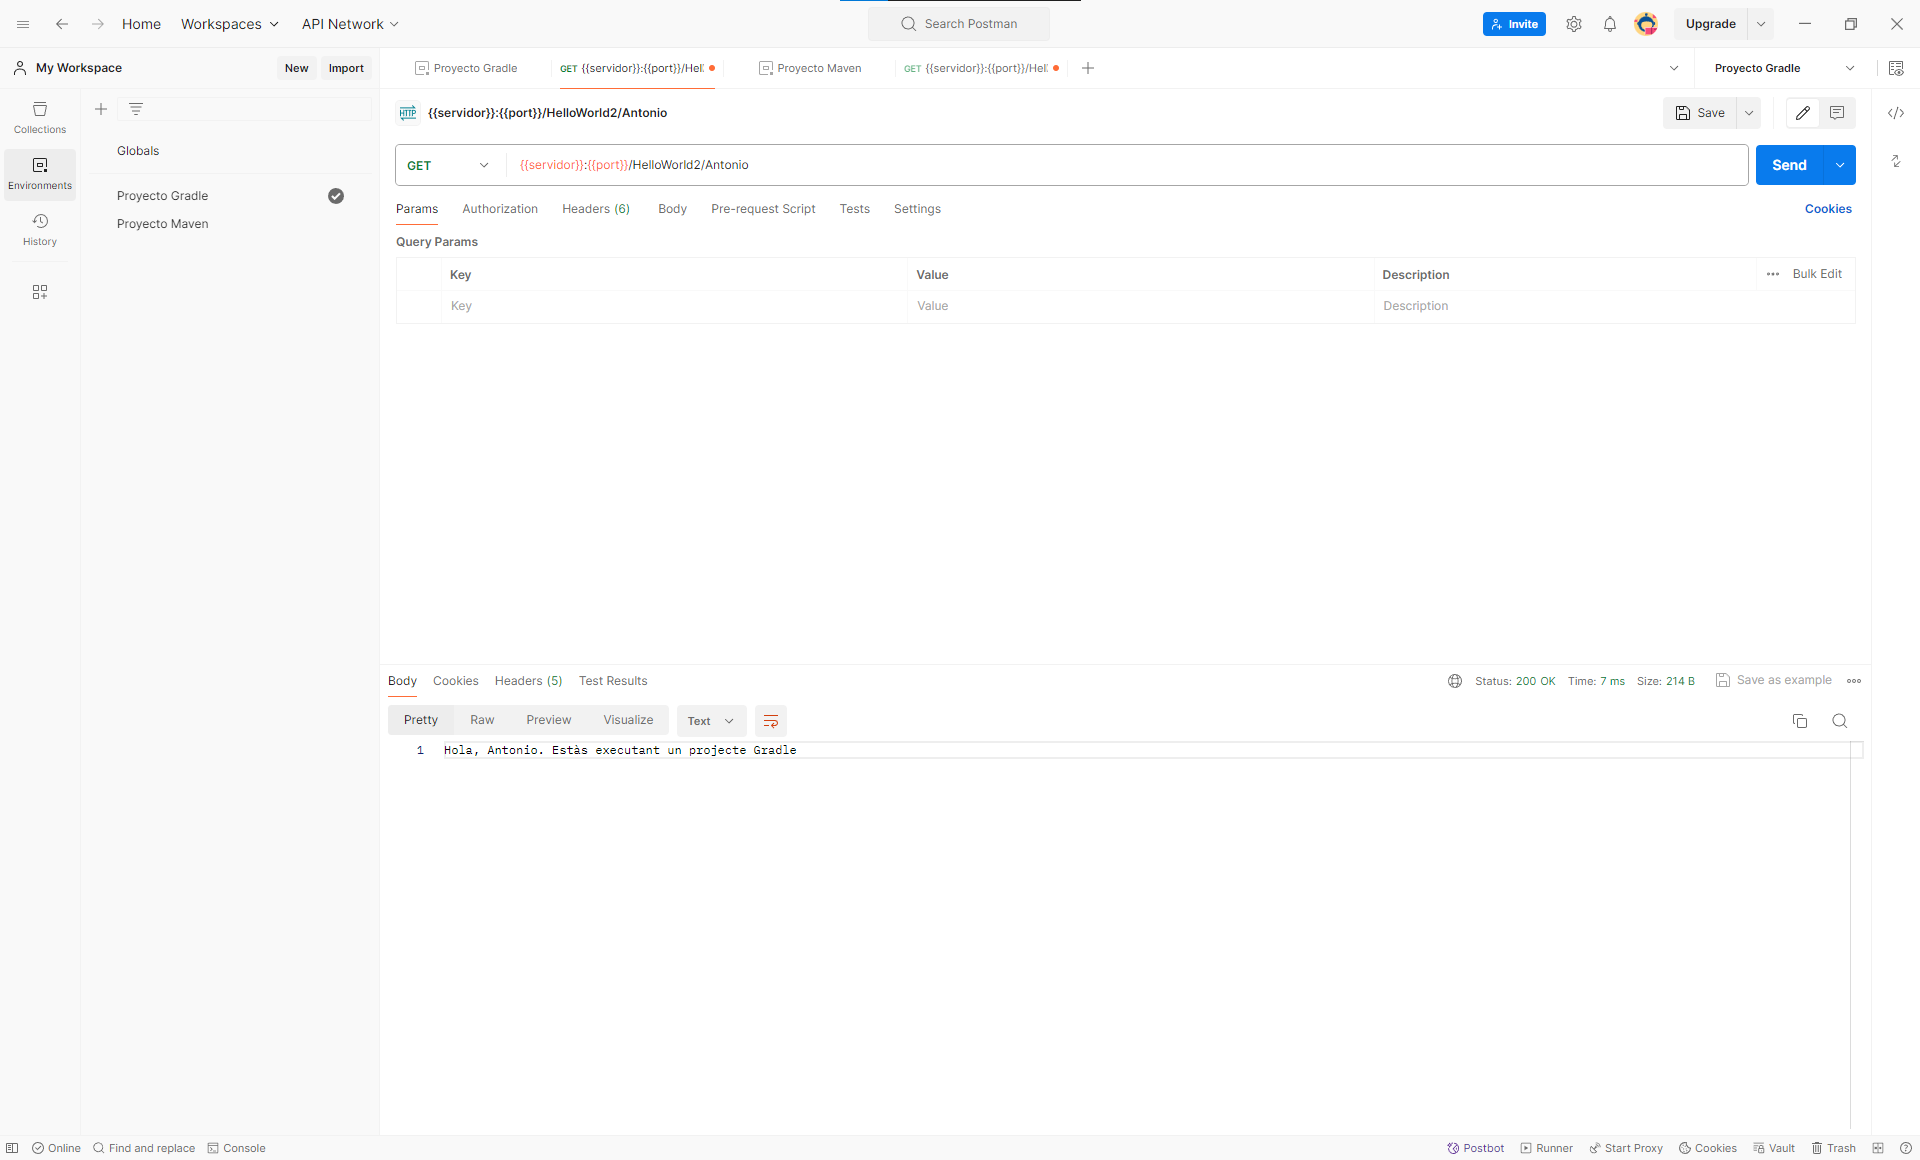 Home Workspaces API Network Search Postman Invite Upgrade
My Workspace New Import Proyecto Gradle GET {{servidor}}:{{port}}/Hel Proyecto Maven GET {{servidor}}:{{port}}/Hel Proyecto Gradle
Collections
Environments
History
Globals
Proyecto Gradle
Proyecto Maven
HTTP {{servidor}}:{{port}}/HelloWorld2/Antonio Save
GET {{servidor}}:{{port}}/HelloWorld2/Antonio Send
Params Authorization Headers (6) Body Pre-request Script Tests Settings Cookies
Query Params
Key Value Description Bulk Edit
Key Value Description
Body Cookies Headers (5) Test Results Status: 200 OK Time: 7 ms Size: 214 B Save as example
Pretty Raw Preview Visualize Text
1 Hola, Antonio. Estàs executant un projecte Gradle
Online Find and replace Console Postbot Runner Start Proxy Cookies Vault Trash